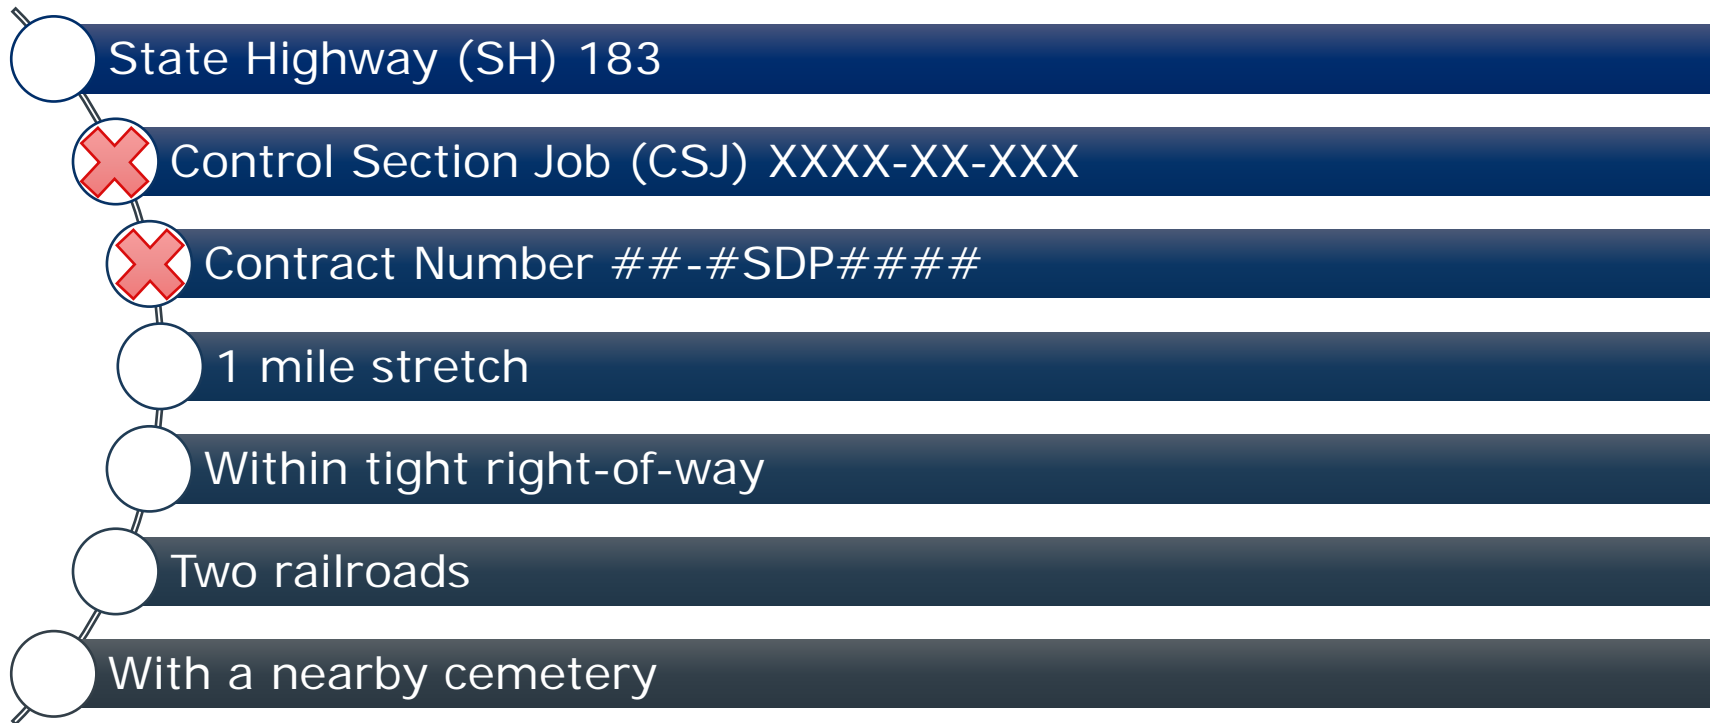 State Highway (SH) 183
Control Section Job (CSJ) XXXX-XX-XXX
Contract Number ##-#SDP####
1 mile stretch
Within tight right-of-way
Two railroads
With a nearby cemetery